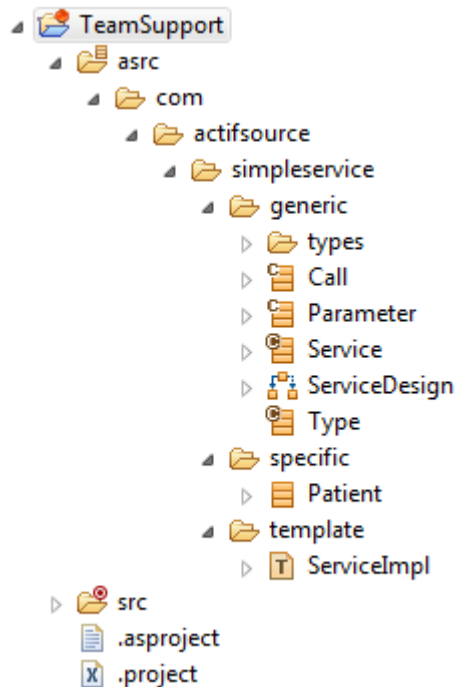 TeamSupport
asrc
com
actifsource
simpleservice
generic
types
Call
Parameter
Service
ServiceDesign
Type
specific
Patient
template
ServiceImpl
src
.asproject
.project